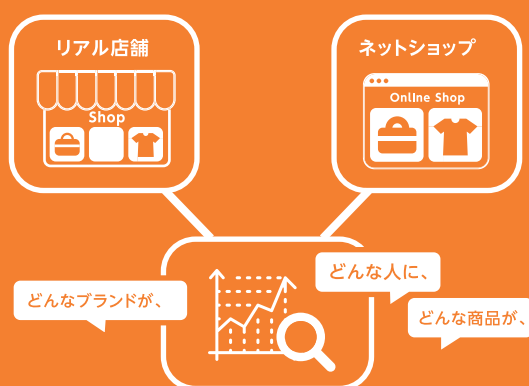 リアル店舗
ネットショップ
Shop
Online Shop
どんなブランドが、
どんな人に、
どんな商品が、